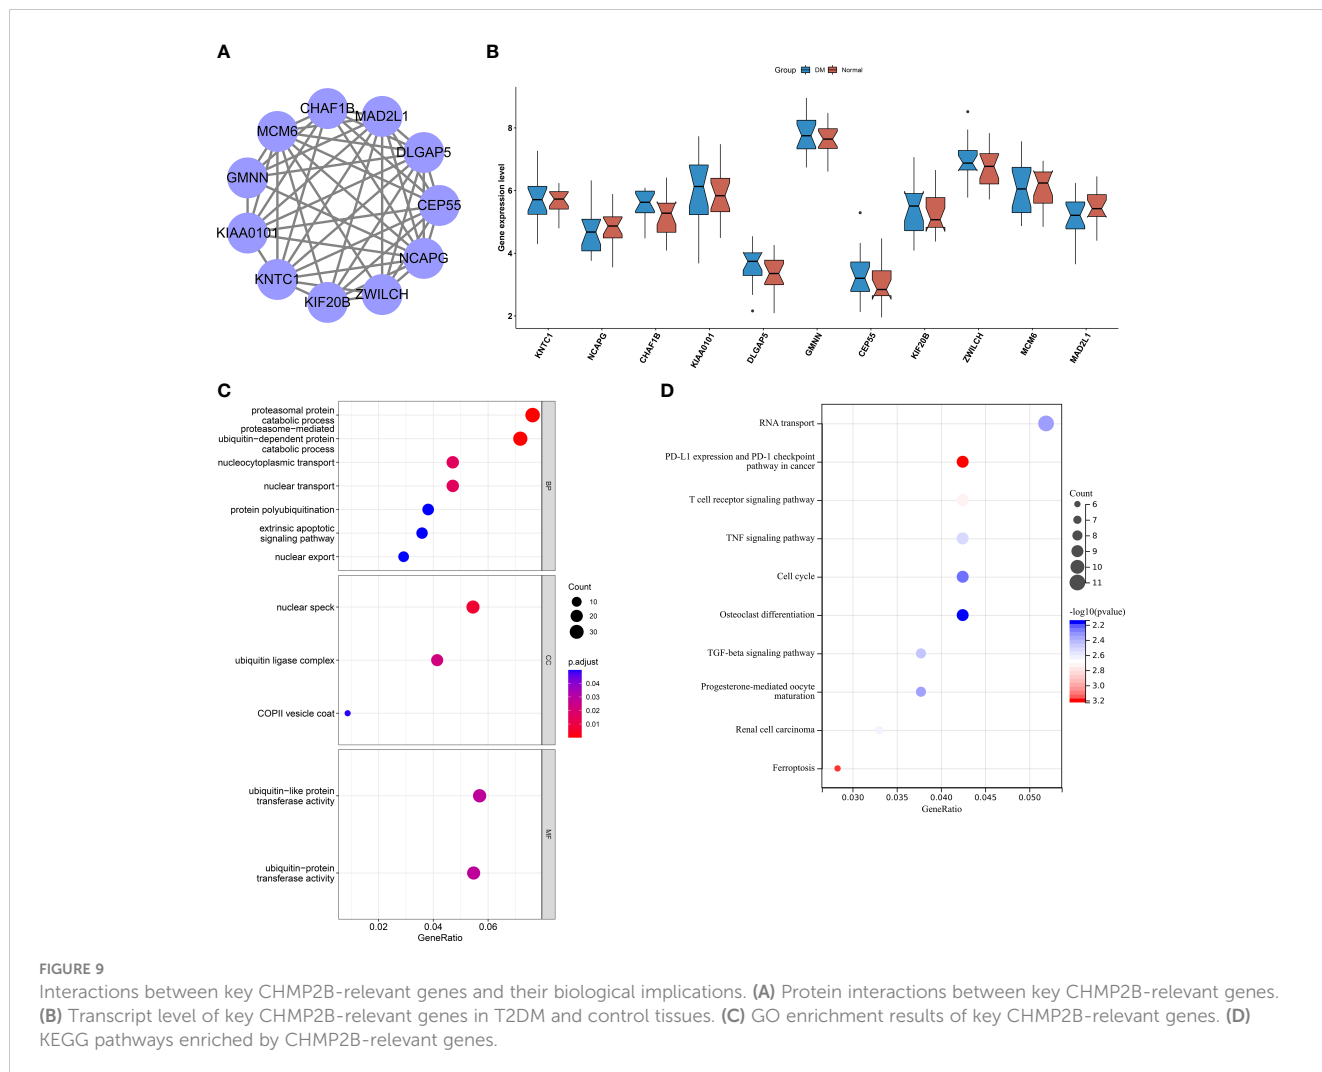 A
CHAF1B
MAD2L1
MCM6
DLGAP5
GMNN
CEP55
KIAA0101
NCAPG
KNTC1
ZWILCH
KIF20B
B
Group DM Normal
Gene expression level
8
6
4
2
KNTC1
NCAPG
CHAF1B
KIAA0101
DLGAP5
GMNN
CEP55
KIF20B
ZWILCH
MCM6
MAD2L1
C
proteasomal protein
catabolic process
proteasome−mediated
ubiquitin−dependent protein
catabolic process
nucleocytoplasmic transport
nuclear transport
protein polyubiquitination
extrinsic apoptotic
signaling pathway
nuclear export
BP
nuclear speck
ubiquitin ligase complex
COPII vesicle coat
CC
ubiquitin−like protein
transferase activity
ubiquitin−protein
transferase activity
MF
0.02 0.04 0.06
GeneRatio
Count
10
20
30
p.adjust
0.04
0.03
0.02
0.01
D
RNA transport
PD-L1 expression and PD-1 checkpoint
pathway in cancer
T cell receptor signaling pathway
TNF signaling pathway
Cell cycle
Osteoclast differentiation
TGF-beta signaling pathway
Progesterone-mediated oocyte
maturation
Renal cell carcinoma
Ferroptosis
0.030 0.035 0.040 0.045 0.050
GeneRatio
Count
6
7
8
9
10
11
-log10(pvalue)
2.2
2.4
2.6
2.8
3.0
3.2
FIGURE 9
Interactions between key CHMP2B-relevant genes and their biological implications. (A) Protein interactions between key CHMP2B-relevant genes.
(B) Transcript level of key CHMP2B-relevant genes in T2DM and control tissues. (C) GO enrichment results of key CHMP2B-relevant genes. (D)
KEGG pathways enriched by CHMP2B-relevant genes.